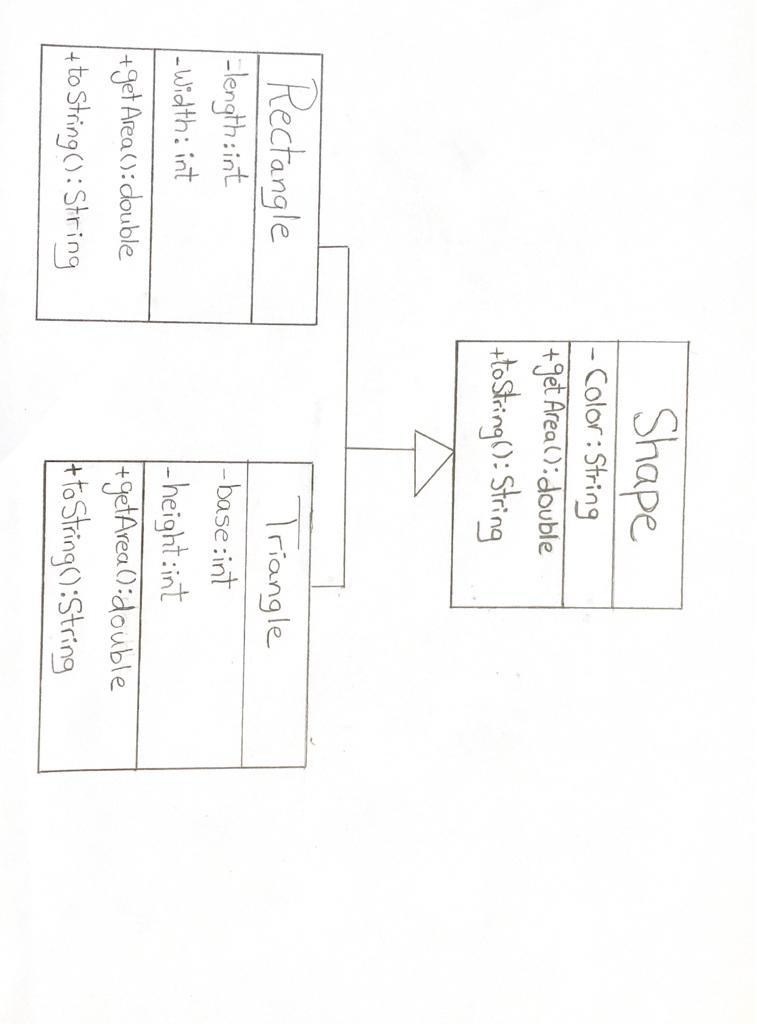 Shape
- Color: String
+getArea(): double
+toString(): String
Rectangle
-length: int
-width: int
+getArea(): double
+toString(): String
Triangle
-base: int
-height: int
+getArea(): double
+toString(): String